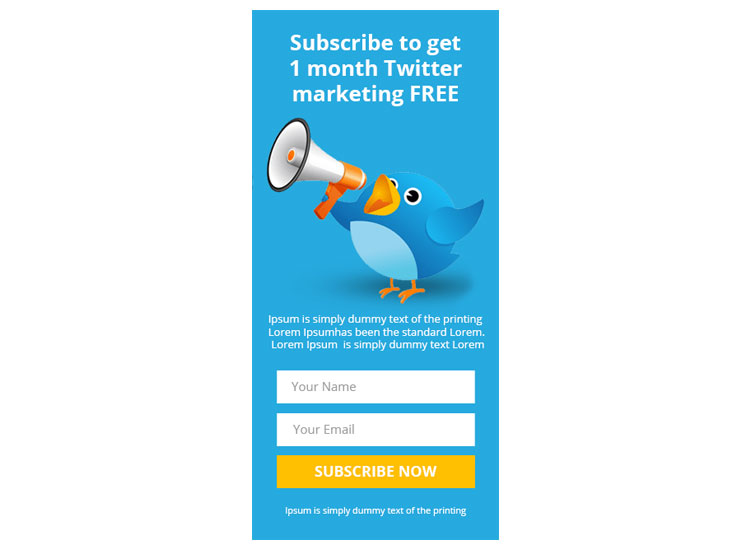 Subscribe to get
1 month Twitter
marketing FREE
Ipsum is simply dummy text of the printing
Lorem Ipsumhas been the standard Lorem.
Lorem Ipsum is simply dummy text Lorem
Your Name
Your Email
SUBSCRIBE NOW
Ipsum is simply dummy text of the printing